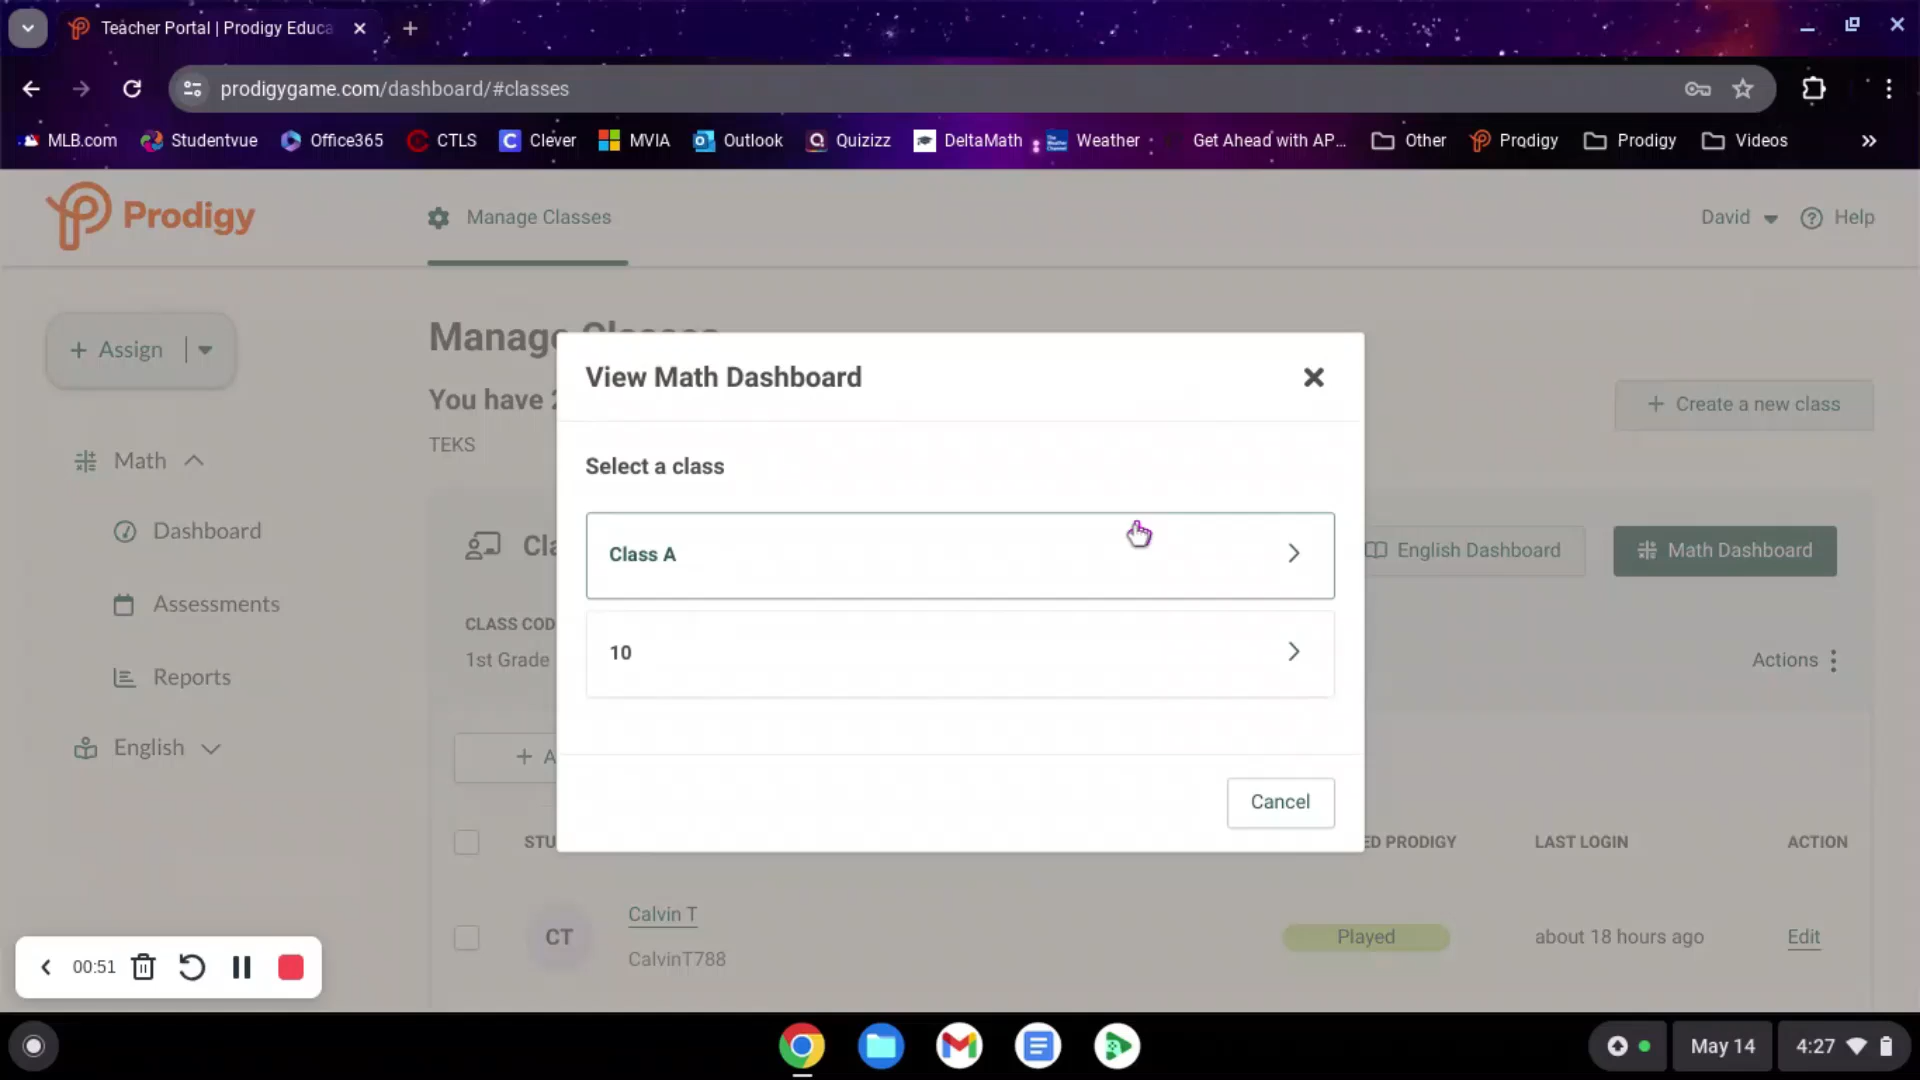 Teacher Portal | Prodigy Educa
prodigygame.com/dashboard/#classes
MLB.com Studentvue Office365 CTLS Clever MVIA Outlook Quizizz DeltaMath Weather Get Ahead with AP... Other Prodigy Prodigy Videos
Prodigy Manage Classes David Help
+ Assign
Manage Classes
You have 2
TEKS
+ Create a new class
Math
Dashboard
Assessments
Reports
English
View Math Dashboard
Select a class
Class A
10
Cancel
Cla
English Dashboard Math Dashboard
CLASS COD
1st Grade
Actions
+ A
STU ED PRODIGY LAST LOGIN ACTION
CT Calvin T Played about 18 hours ago Edit
CalvinT788
00:51
May 14 4:27